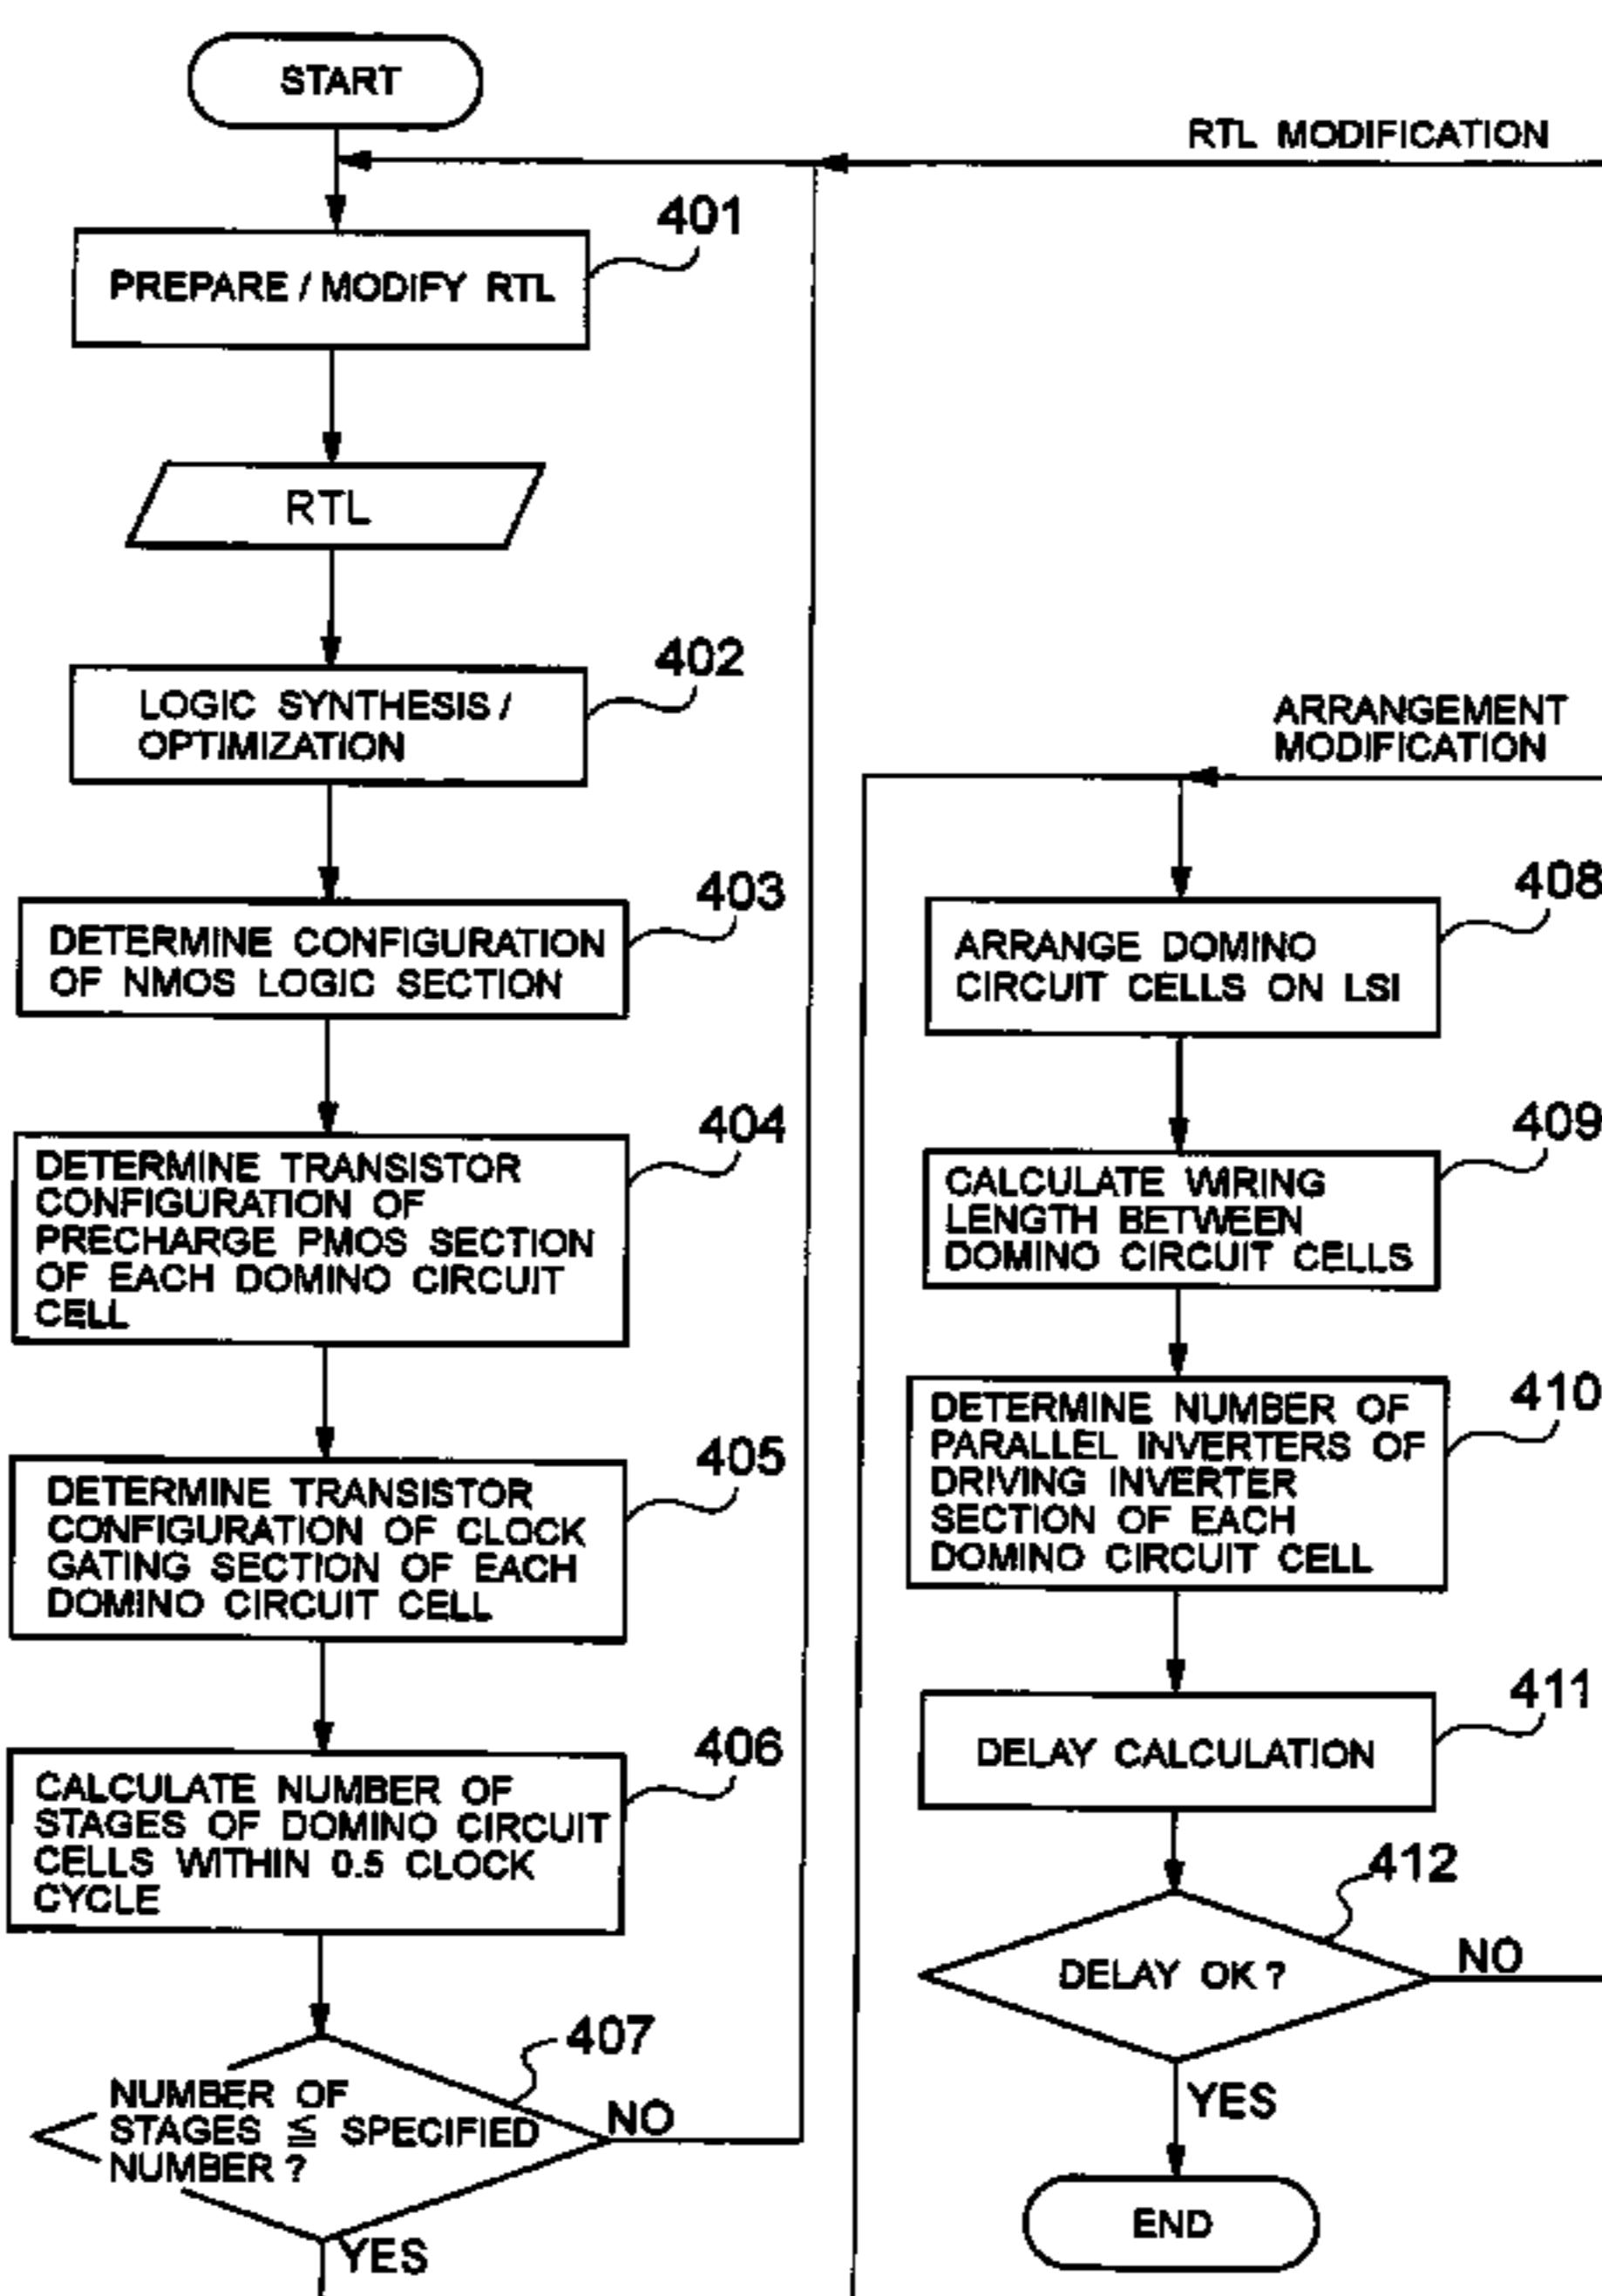 START
RTL MODIFICATION
401
PREPARE / MODIFY RTL
RTL
402
LOGIC SYNTHESIS /
OPTIMIZATION
403
DETERMINE CONFIGURATION
OF NMOS LOGIC SECTION
404
DETERMINE TRANSISTOR
CONFIGURATION OF
PRECHARGE PMOS SECTION
OF EACH DOMINO CIRCUIT
CELL
405
DETERMINE TRANSISTOR
CONFIGURATION OF CLOCK
GATING SECTION OF EACH
DOMINO CIRCUIT CELL
406
CALCULATE NUMBER OF
STAGES OF DOMINO CIRCUIT
CELLS WITHIN 0.5 CLOCK
CYCLE
407
NUMBER OF
STAGES ≦ SPECIFIED
NUMBER ?
NO
YES
ARRANGEMENT
MODIFICATION
408
ARRANGE DOMINO
CIRCUIT CELLS ON LSI
409
CALCULATE WIRING
LENGTH BETWEEN
DOMINO CIRCUIT CELLS
410
DETERMINE NUMBER OF
PARALLEL INVERTERS OF
DRIVING INVERTER
SECTION OF EACH
DOMINO CIRCUIT CELL
411
DELAY CALCULATION
412
DELAY OK ?
NO
YES
END